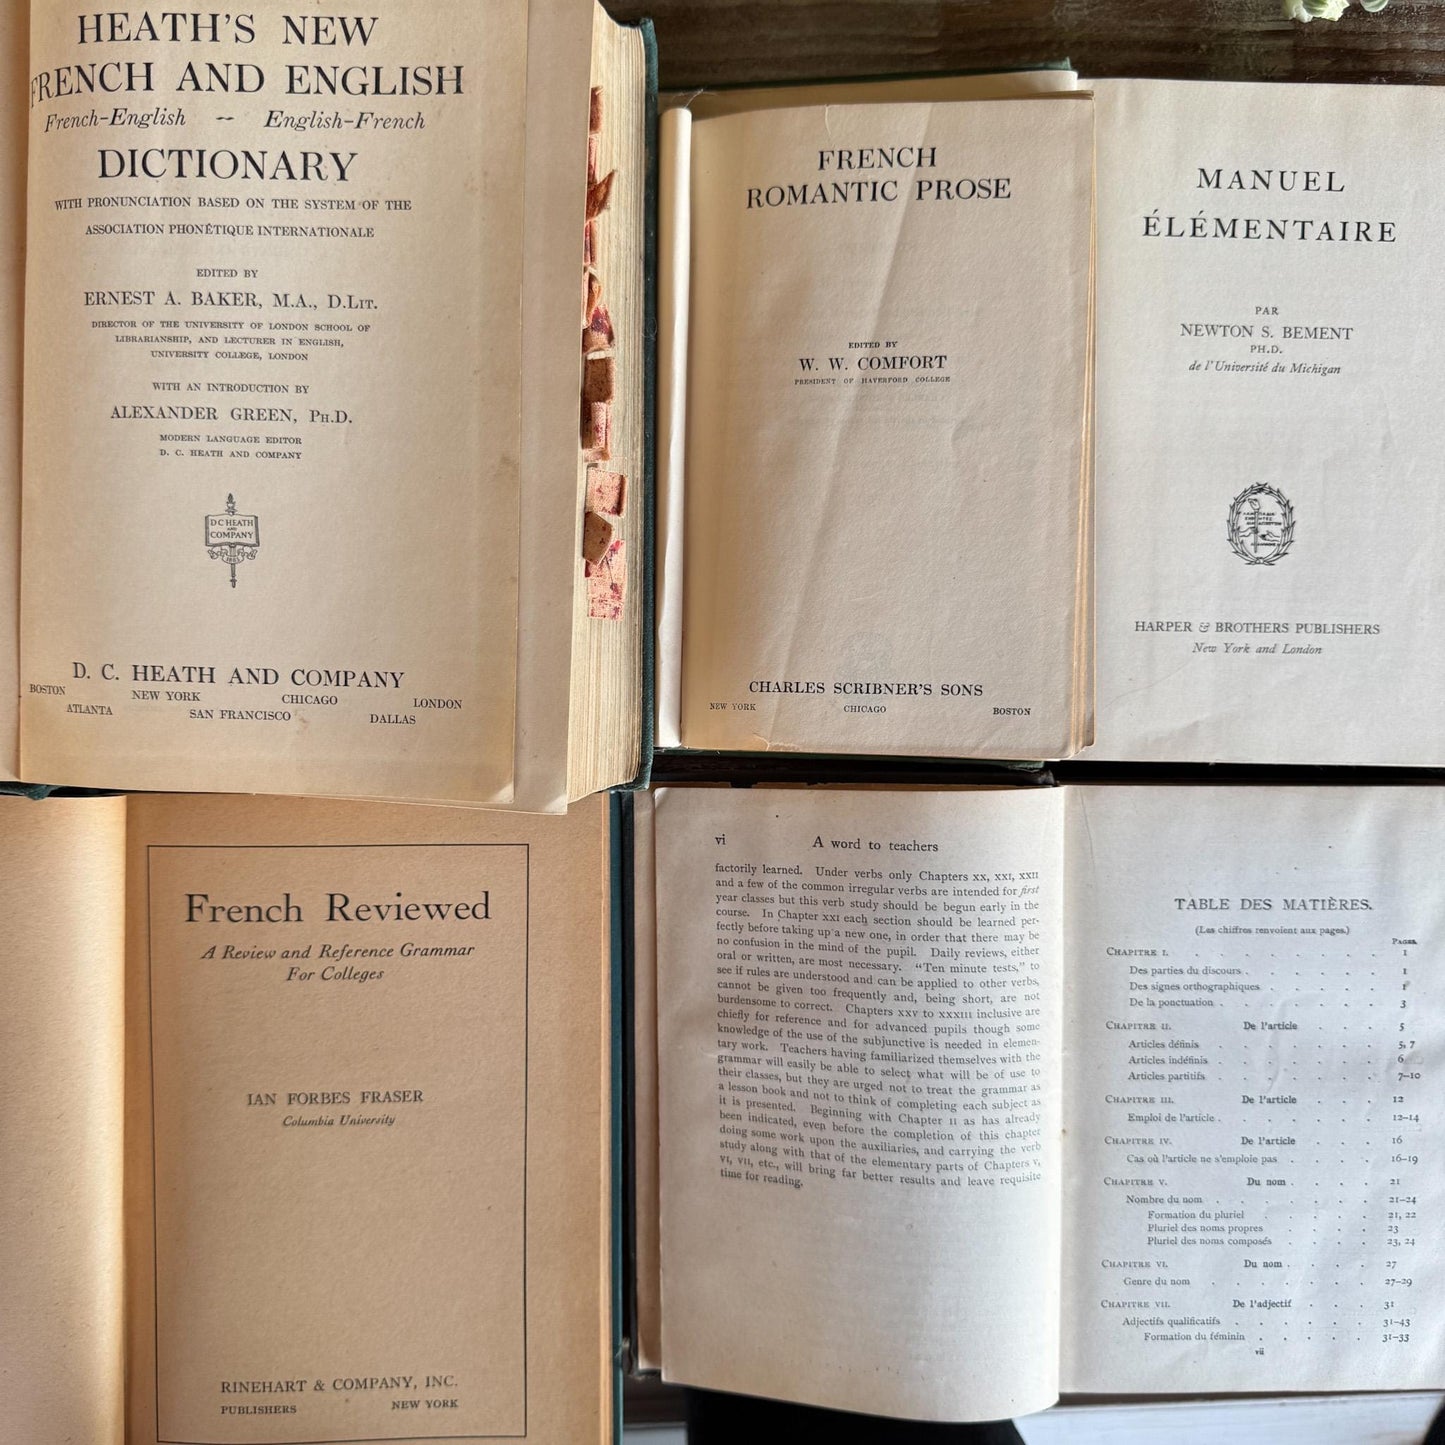 HEATH'S NEW
FRENCH AND ENGLISH
French-English — English-French
DICTIONARY
WITH PRONUNCIATION BASED ON THE SYSTEM OF THE
ASSOCIATION PHONÉTIQUE INTERNATIONALE
EDITED BY
ERNEST A. BAKER, M.A., D.LIT.
DIRECTOR OF THE UNIVERSITY OF LONDON SCHOOL OF
LIBRARIANSHIP, AND LECTURER IN ENGLISH,
UNIVERSITY COLLEGE, LONDON
WITH AN INTRODUCTION BY
ALEXANDER GREEN, PH.D.
MODERN LANGUAGE EDITOR
D. C. HEATH AND COMPANY
D C HEATH
AND
COMPANY
D. C. HEATH AND COMPANY
BOSTON NEW YORK CHICAGO LONDON
ATLANTA SAN FRANCISCO DALLAS
FRENCH
ROMANTIC PROSE
EDITED BY
W. W. COMFORT
PRESIDENT OF HAVERFORD COLLEGE
CHARLES SCRIBNER'S SONS
NEW YORK CHICAGO BOSTON
MANUEL
ÉLÉMENTAIRE
PAR
NEWTON S. BEMENT
PH.D.
de l'Université du Michigan
HARPER & BROTHERS PUBLISHERS
New York and London
French Reviewed
A Review and Reference Grammar
For Colleges
IAN FORBES FRASER
Columbia University
RINEHART & COMPANY, INC.
PUBLISHERS NEW YORK
vi A word to teachers
factorily learned. Under verbs only Chapters XX, XXI, XXII
and a few of the common irregular verbs are intended for first
year classes but this verb study should be begun early in the
course. In Chapter XXI each section should be learned per-
fectly before taking up a new one, in order that there may be
no confusion in the mind of the pupil. Daily reviews, either
oral or written, are most necessary. "Ten minute tests," to
see if rules are understood and can be applied to other verbs,
cannot be given too frequently and, being short, are not
burdensome to correct. Chapters XXV to XXXIII inclusive are
chiefly for reference and for advanced pupils though some
knowledge of the use of the subjunctive is needed in elemen-
tary work. Teachers having familiarized themselves with the
grammar will easily be able to select what will be of use to
their classes, but they are urged not to treat the grammar as
a lesson book and not to think of completing each subject as
it is presented. Beginning with Chapter II as has already
been indicated, even before the completion of this chapter
doing some work upon the auxiliaries, and carrying the verb
study along with that of the elementary parts of Chapters V,
VI, VII, etc., will bring far better results and leave requisite
time for reading.
TABLE DES MATIÈRES.
(Les chiffres renvoient aux pages.)
PAGES
CHAPITRE I. . . . . . . . 1
Des parties du discours . . . . . . 1
Des signes orthographiques . . . . . 1
De la ponctuation . . . . . . . 3
CHAPITRE II. De l'article . . . 5
Articles définis . . . . . . . 5, 7
Articles indéfinis . . . . . . 6
Articles partitifs . . . . . . 7–10
CHAPITRE III. De l'article . . . 12
Emploi de l'article . . . . . . 12–14
CHAPITRE IV. De l'article . . . 16
Cas où l'article ne s'emploie pas . . . . 16–19
CHAPITRE V. Du nom . . . . 21
Nombre du nom . . . . . . 21–24
Formation du pluriel . . . . . 21, 22
Pluriel des noms propres . . . . 23
Pluriel des noms composés . . . . 23, 24
CHAPITRE VI. Du nom . . . . 27
Genre du nom . . . . . . 27–29
CHAPITRE VII. De l'adjectif . . . 31
Adjectifs qualificatifs . . . . . . 31–43
Formation du féminin . . . . . 31–33
vii